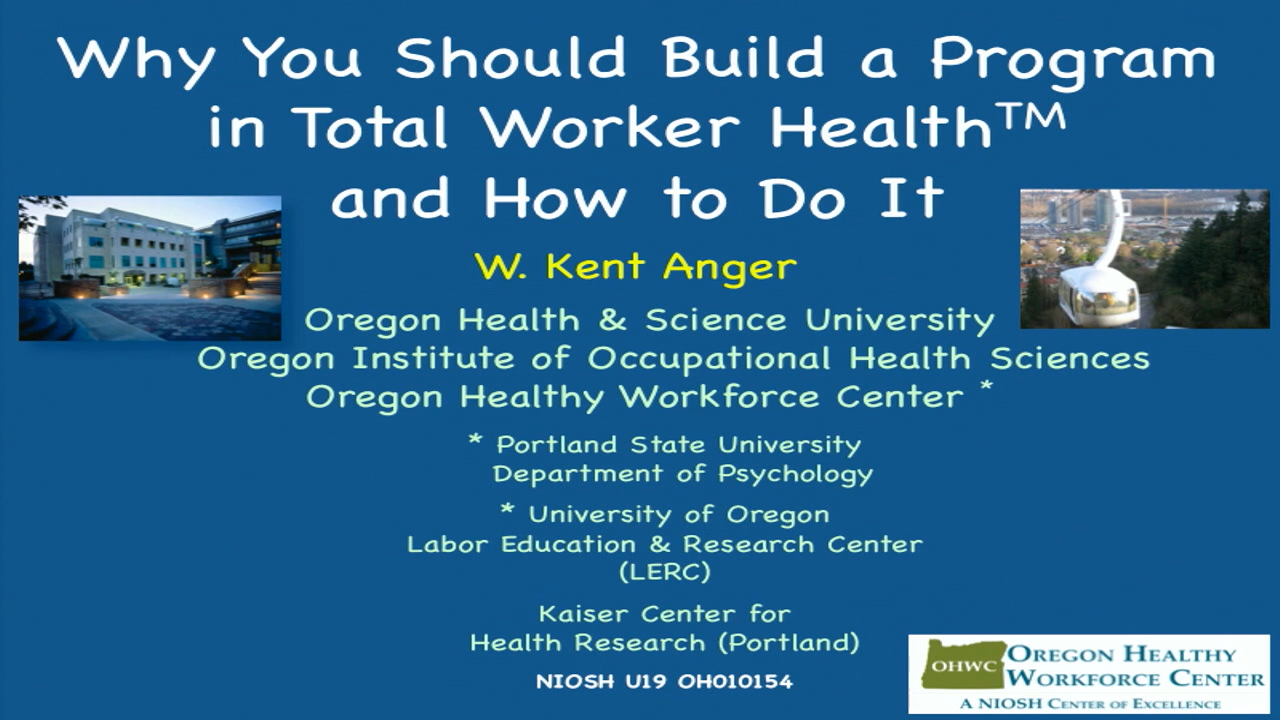 Why You Should Build a Program
in Total Worker Health™
and How to Do It
W. Kent Anger
Oregon Health & Science University
Oregon Institute of Occupational Health Sciences
Oregon Healthy Workforce Center *
* Portland State University
Department of Psychology
* University of Oregon
Labor Education & Research Center
(LERC)
Kaiser Center for
Health Research (Portland)
NIOSH U19 OH010154
OHWC
OREGON HEALTHY
WORKFORCE CENTER
A NIOSH CENTER OF EXCELLENCE